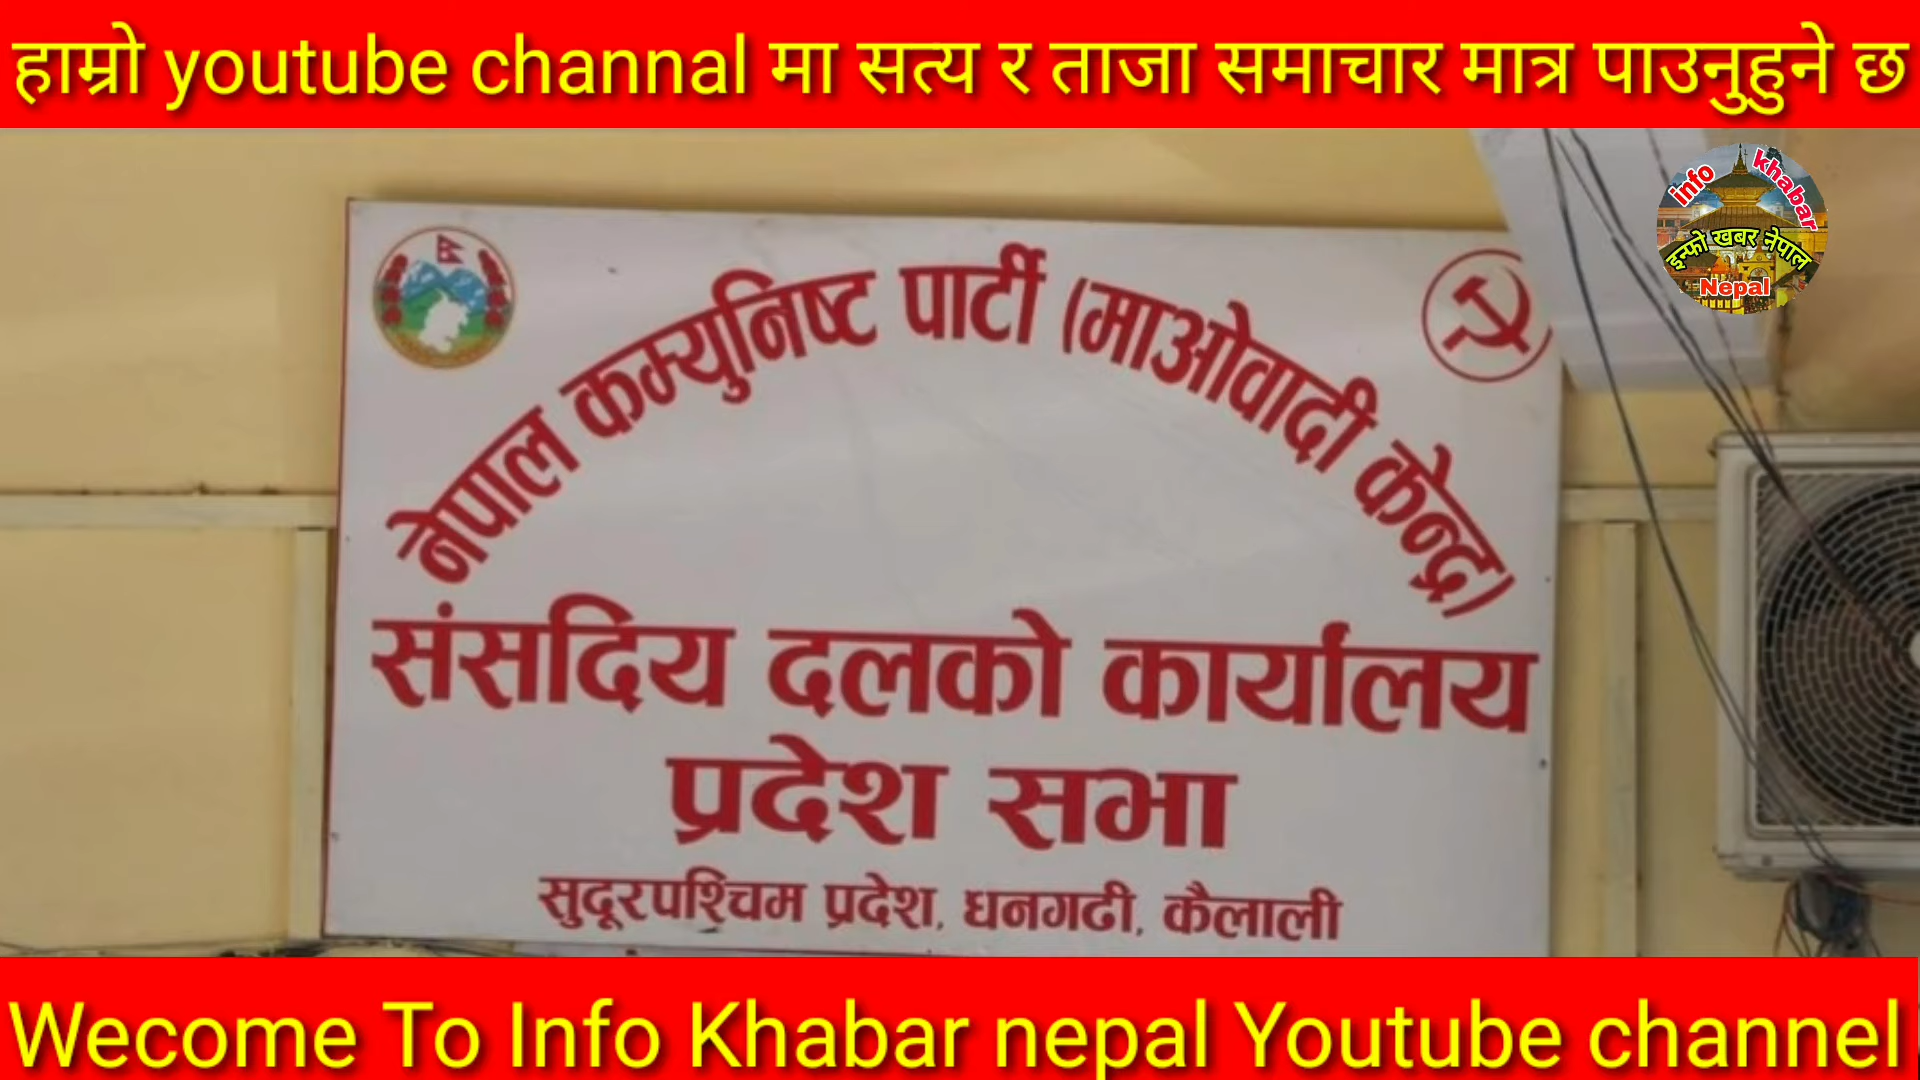 हाम्रो youtube channal मा सत्य र ताजा समाचार मात्र पाउनुहुने छ
info khabar
इन्फो खबर नेपाल
Nepal
नेपाल कम्युनिष्ट पार्टी (माओवादी केन्द्र)
संसदिय दलको कार्यालय
प्रदेश सभा
सुदूरपश्चिम प्रदेश, धनगढी, कैलाली
Wecome To Info Khabar nepal Youtube channel